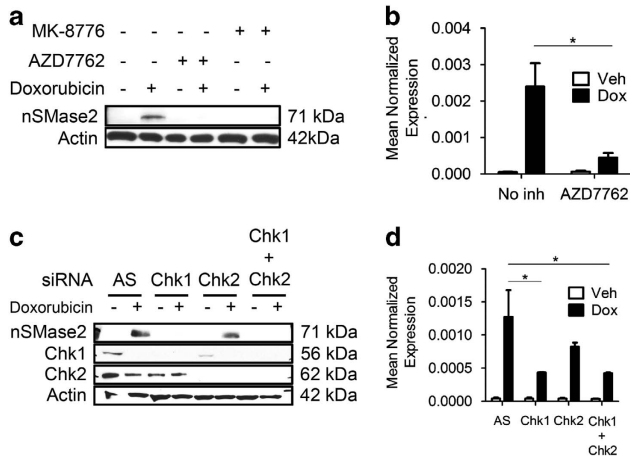 a
MK-8776 - - - - + +
AZD7762 - - + + - -
Doxorubicin - + - + - +
nSMase2 71 kDa
Actin 42kDa
b
Mean Normalized
Expression
0.004
0.003
0.002
0.001
0.000
*
Veh
Dox
No inh AZD7762
c
siRNA AS Chk1 Chk2 Chk1
+
Chk2
Doxorubicin - + - + - + - +
nSMase2 71 kDa
Chk1 56 kDa
Chk2 62 kDa
Actin 42 kDa
d
Mean Normalized
Expression
0.0020
0.0015
0.0010
0.0005
0.0000
*
*
Veh
Dox
AS Chk1 Chk2 Chk1
+
Chk2